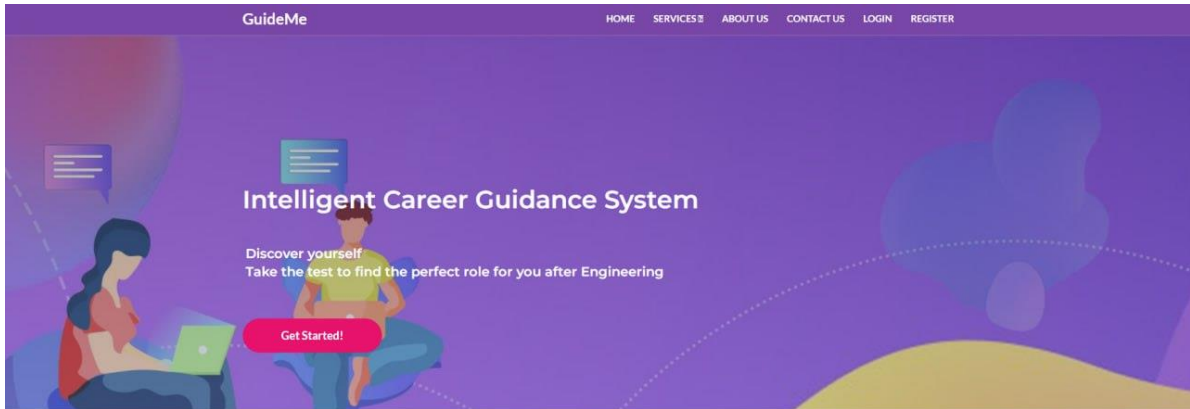 GuideMe
HOME SERVICES ABOUT US CONTACT US LOGIN REGISTER
Intelligent Career Guidance System
Discover yourself
Take the test to find the perfect role for you after Engineering
Get Started!